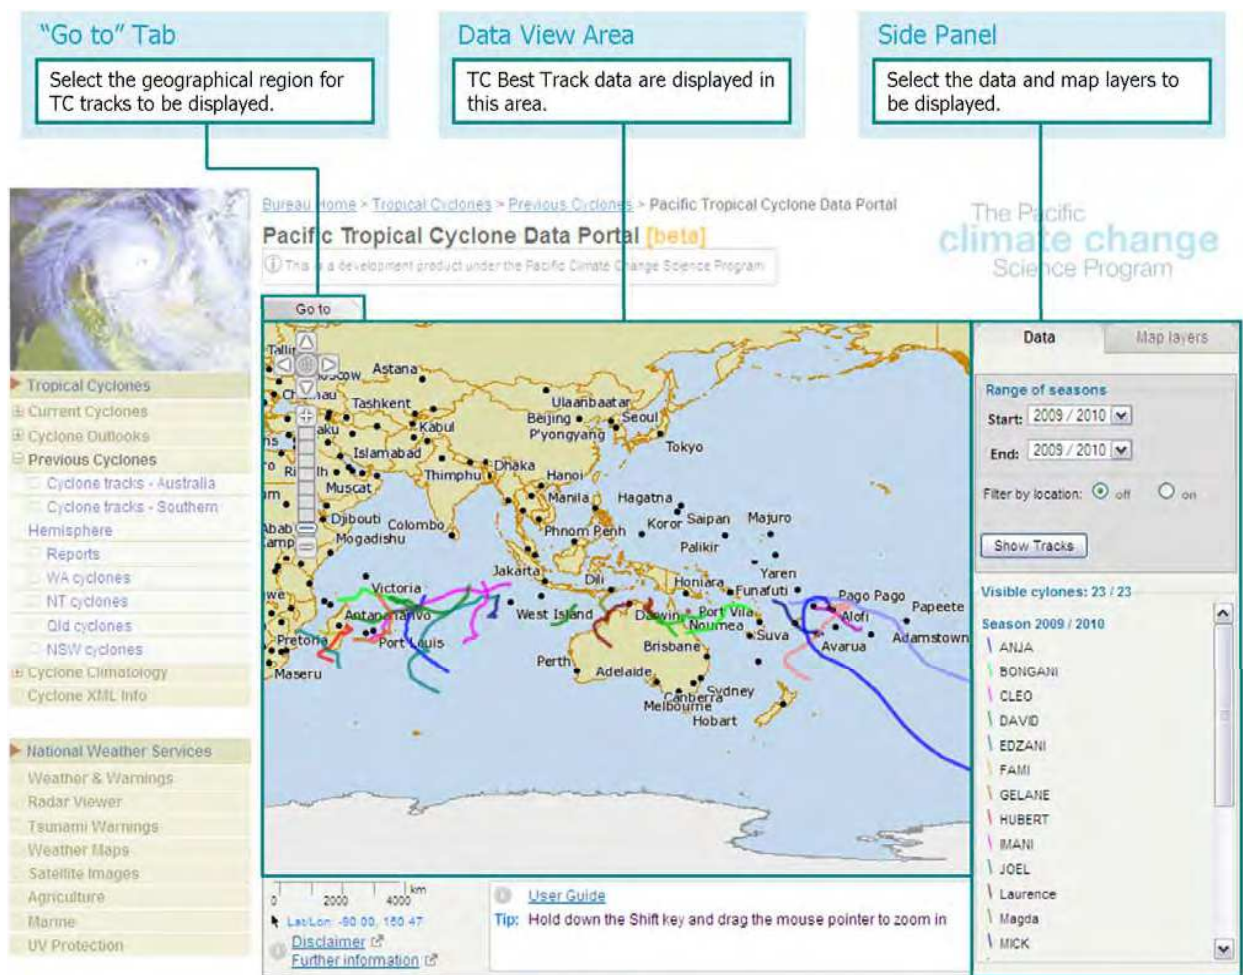 "Go to" Tab
Select the geographical region for
TC tracks to be displayed.
Data View Area
TC Best Track data are displayed in
this area.
Side Panel
Select the data and map layers to
be displayed.
Bureau Home > Tropical Cyclones > Previous Cyclones > Pacific Tropical Cyclone Data Portal
Pacific Tropical Cyclone Data Portal [beta]
This is a development product under the Pacific Climate Change Science Program
The Pacific
climate change
Science Program
Tropical Cyclones
Current Cyclones
Cyclone Outlooks
Previous Cyclones
Cyclone tracks - Australia
Cyclone tracks - Southern
Hemisphere
Reports
WA cyclones
NT cyclones
Qld cyclones
NSW cyclones
Cyclone Climatology
Cyclone XML Info
National Weather Services
Weather & Warnings
Radar Viewer
Tsunami Warnings
Weather Maps
Satellite Images
Agriculture
Marine
UV Protection
Go to
Astana
Tashkent
Ulaanbaatar
Beijing
Seoul
P'yongyang
Tokyo
Kabul
Islamabad
Thimphu
Dhaka
Hanoi
Muscat
Manila
Hagatna
Djibouti
Colombo
Phnom Penh
Koror
Saipan
Majuro
Mogadishu
Palikir
Jakarta
Dili
Yaren
Honiara
Funafuti
Victoria
Pago Pago
West Island
Darwin
Port Vila
Alofi
Papeete
Antananarivo
Noumea
Suva
Adamstown
Pretoria
Port Louis
Brisbane
Avarua
Maseru
Perth
Adelaide
Sydney
Canberra
Melbourne
Hobart
0 2000 4000 km
Lat/Lon: -90.00, 150.47
Disclaimer
Further information
User Guide
Tip: Hold down the Shift key and drag the mouse pointer to zoom in
Data
Map layers
Range of seasons
Start: 2009 / 2010
End: 2009 / 2010
Filter by location: off on
Show Tracks
Visible cylones: 23 / 23
Season 2009 / 2010
ANJA
BONGANI
CLEO
DAVID
EDZANI
FAMI
GELANE
HUBERT
IMANI
JOEL
Laurence
Magda
MICK